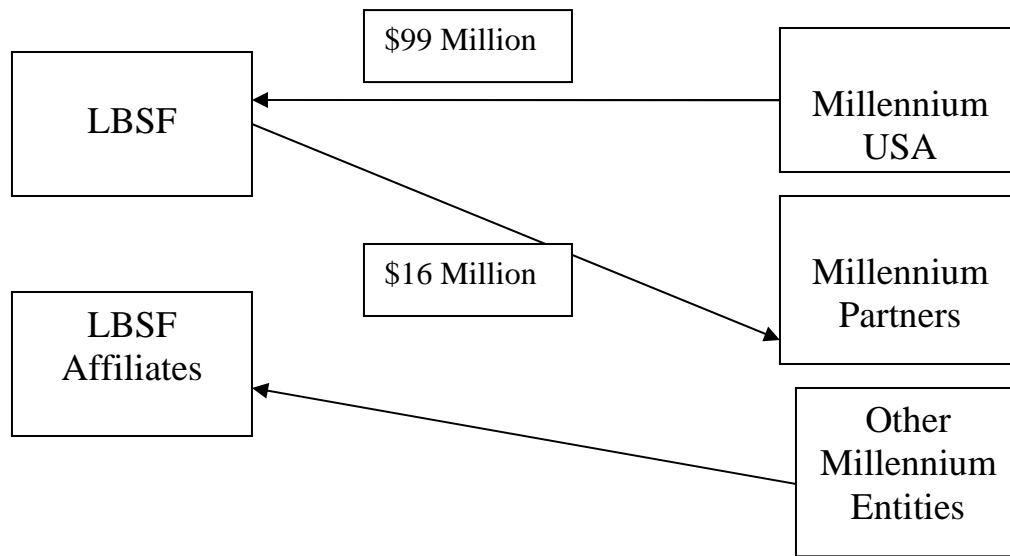 $99 Million
LBSF
Millennium
USA
$16 Million
Millennium
Partners
LBSF
Affiliates
Other
Millennium
Entities